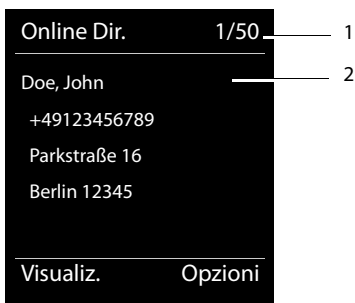 Online Dir. 1/50 1
2
Doe, John
+49123456789
Parkstraße 16
Berlin 12345
Visualiz. Opzioni